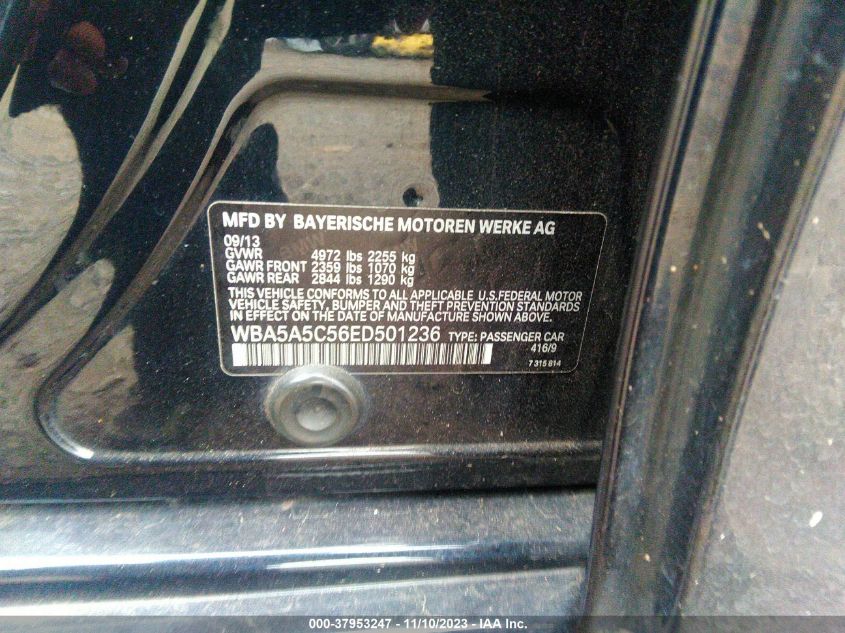 MFD BY BAYERISCHE MOTOREN WERKE AG
09/13
GVWR 4972 lbs 2255 kg
GAWR FRONT 2359 lbs 1070 kg
GAWR REAR 2844 lbs 1290 kg
THIS VEHICLE CONFORMS TO ALL APPLICABLE U.S.FEDERAL MOTOR
VEHICLE SAFETY, BUMPER AND THEFT PREVENTION STANDARDS
IN EFFECT ON THE DATE OF MANUFACTURE SHOWN ABOVE.
WBA5A5C56ED501236 TYPE: PASSENGER CAR
416/9
7 315 814
000-37953247 - 11/10/2023 - IAA Inc.